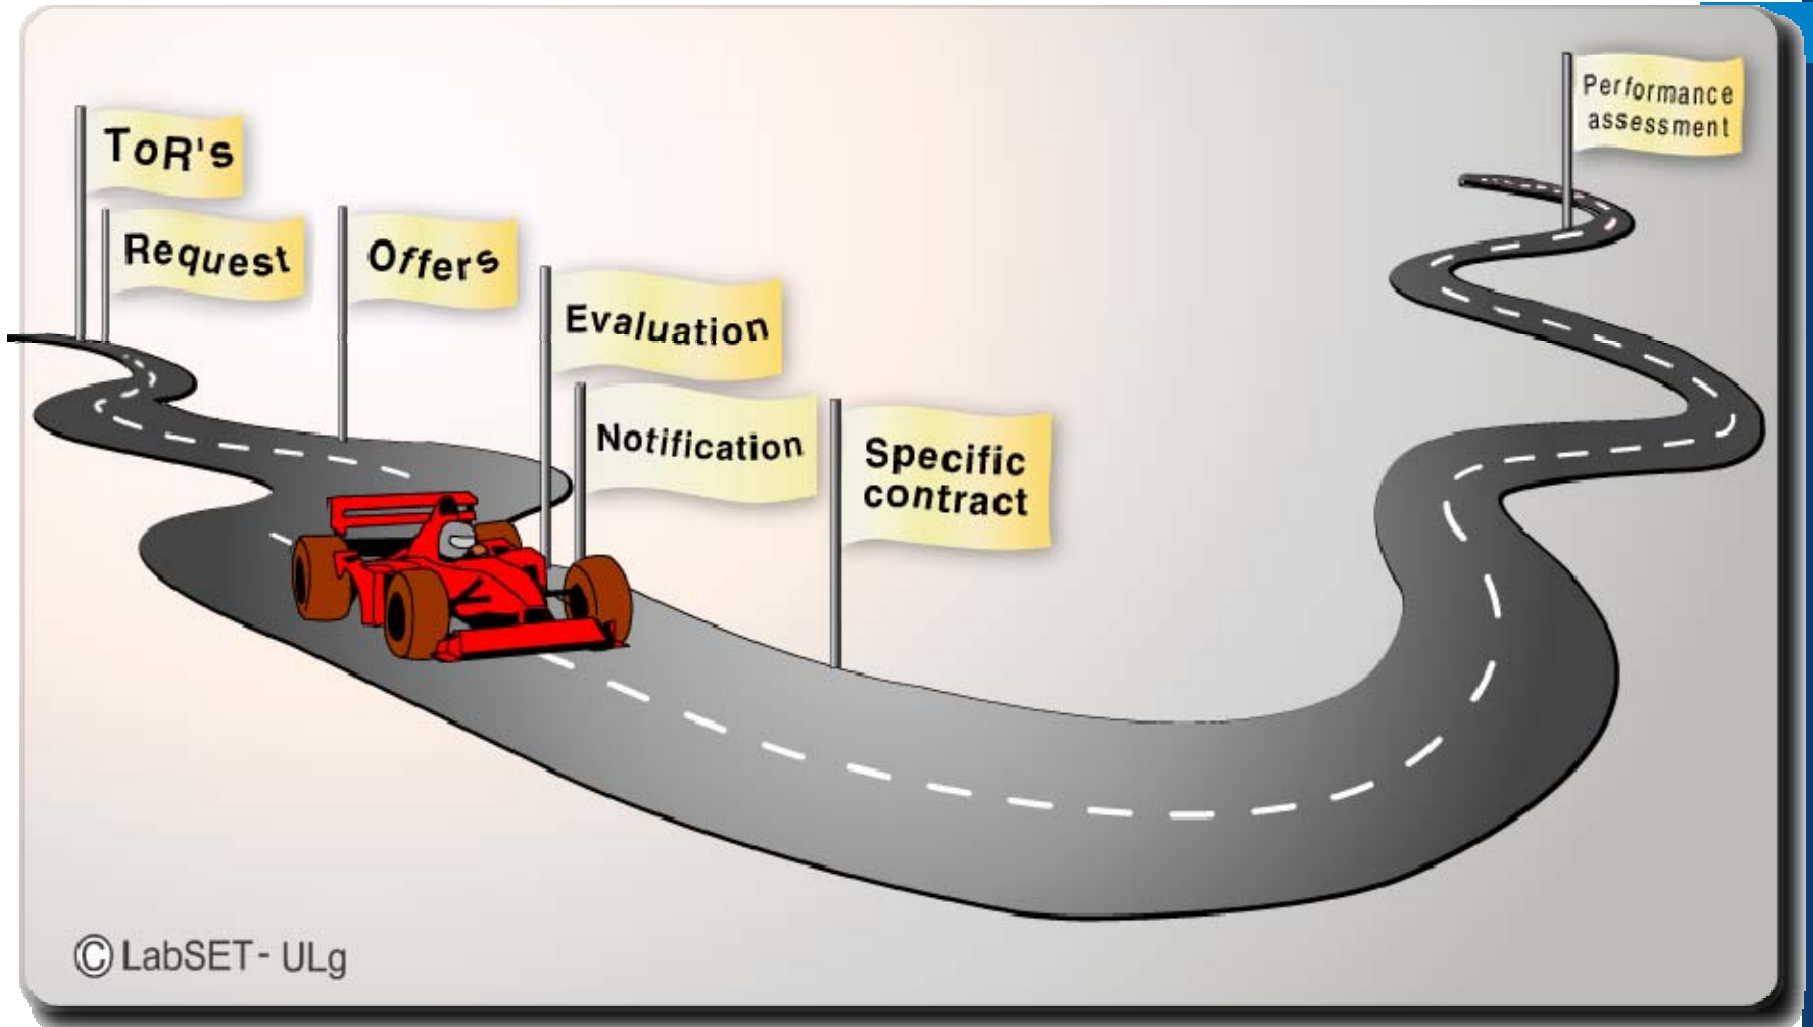 ToR's
Request
Offers
Evaluation
Notification
Specific
contract
Performance
assessment
© LabSET - ULg